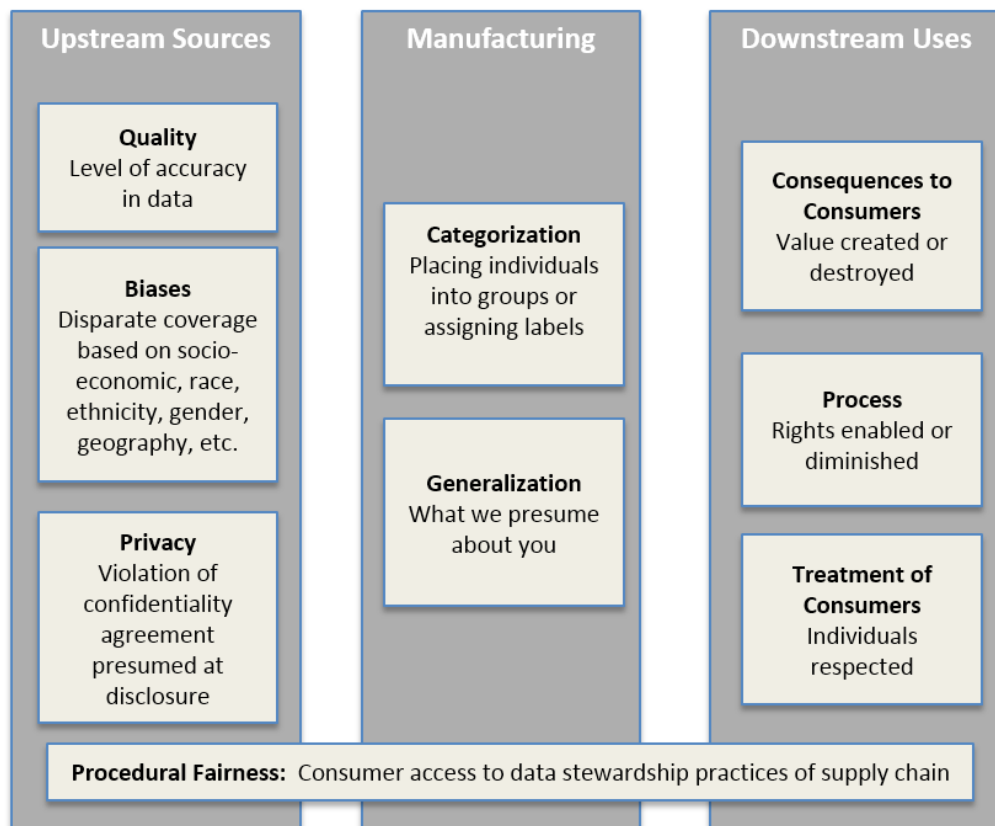 Upstream Sources
Quality
Level of accuracy
in data
Biases
Disparate coverage
based on socio-
economic, race,
ethnicity, gender,
geography, etc.
Privacy
Violation of
confidentiality
agreement
presumed at
disclosure
Manufacturing
Categorization
Placing individuals
into groups or
assigning labels
Generalization
What we presume
about you
Downstream Uses
Consequences to
Consumers
Value created or
destroyed
Process
Rights enabled or
diminished
Treatment of
Consumers
Individuals
respected
Procedural Fairness: Consumer access to data stewardship practices of supply chain